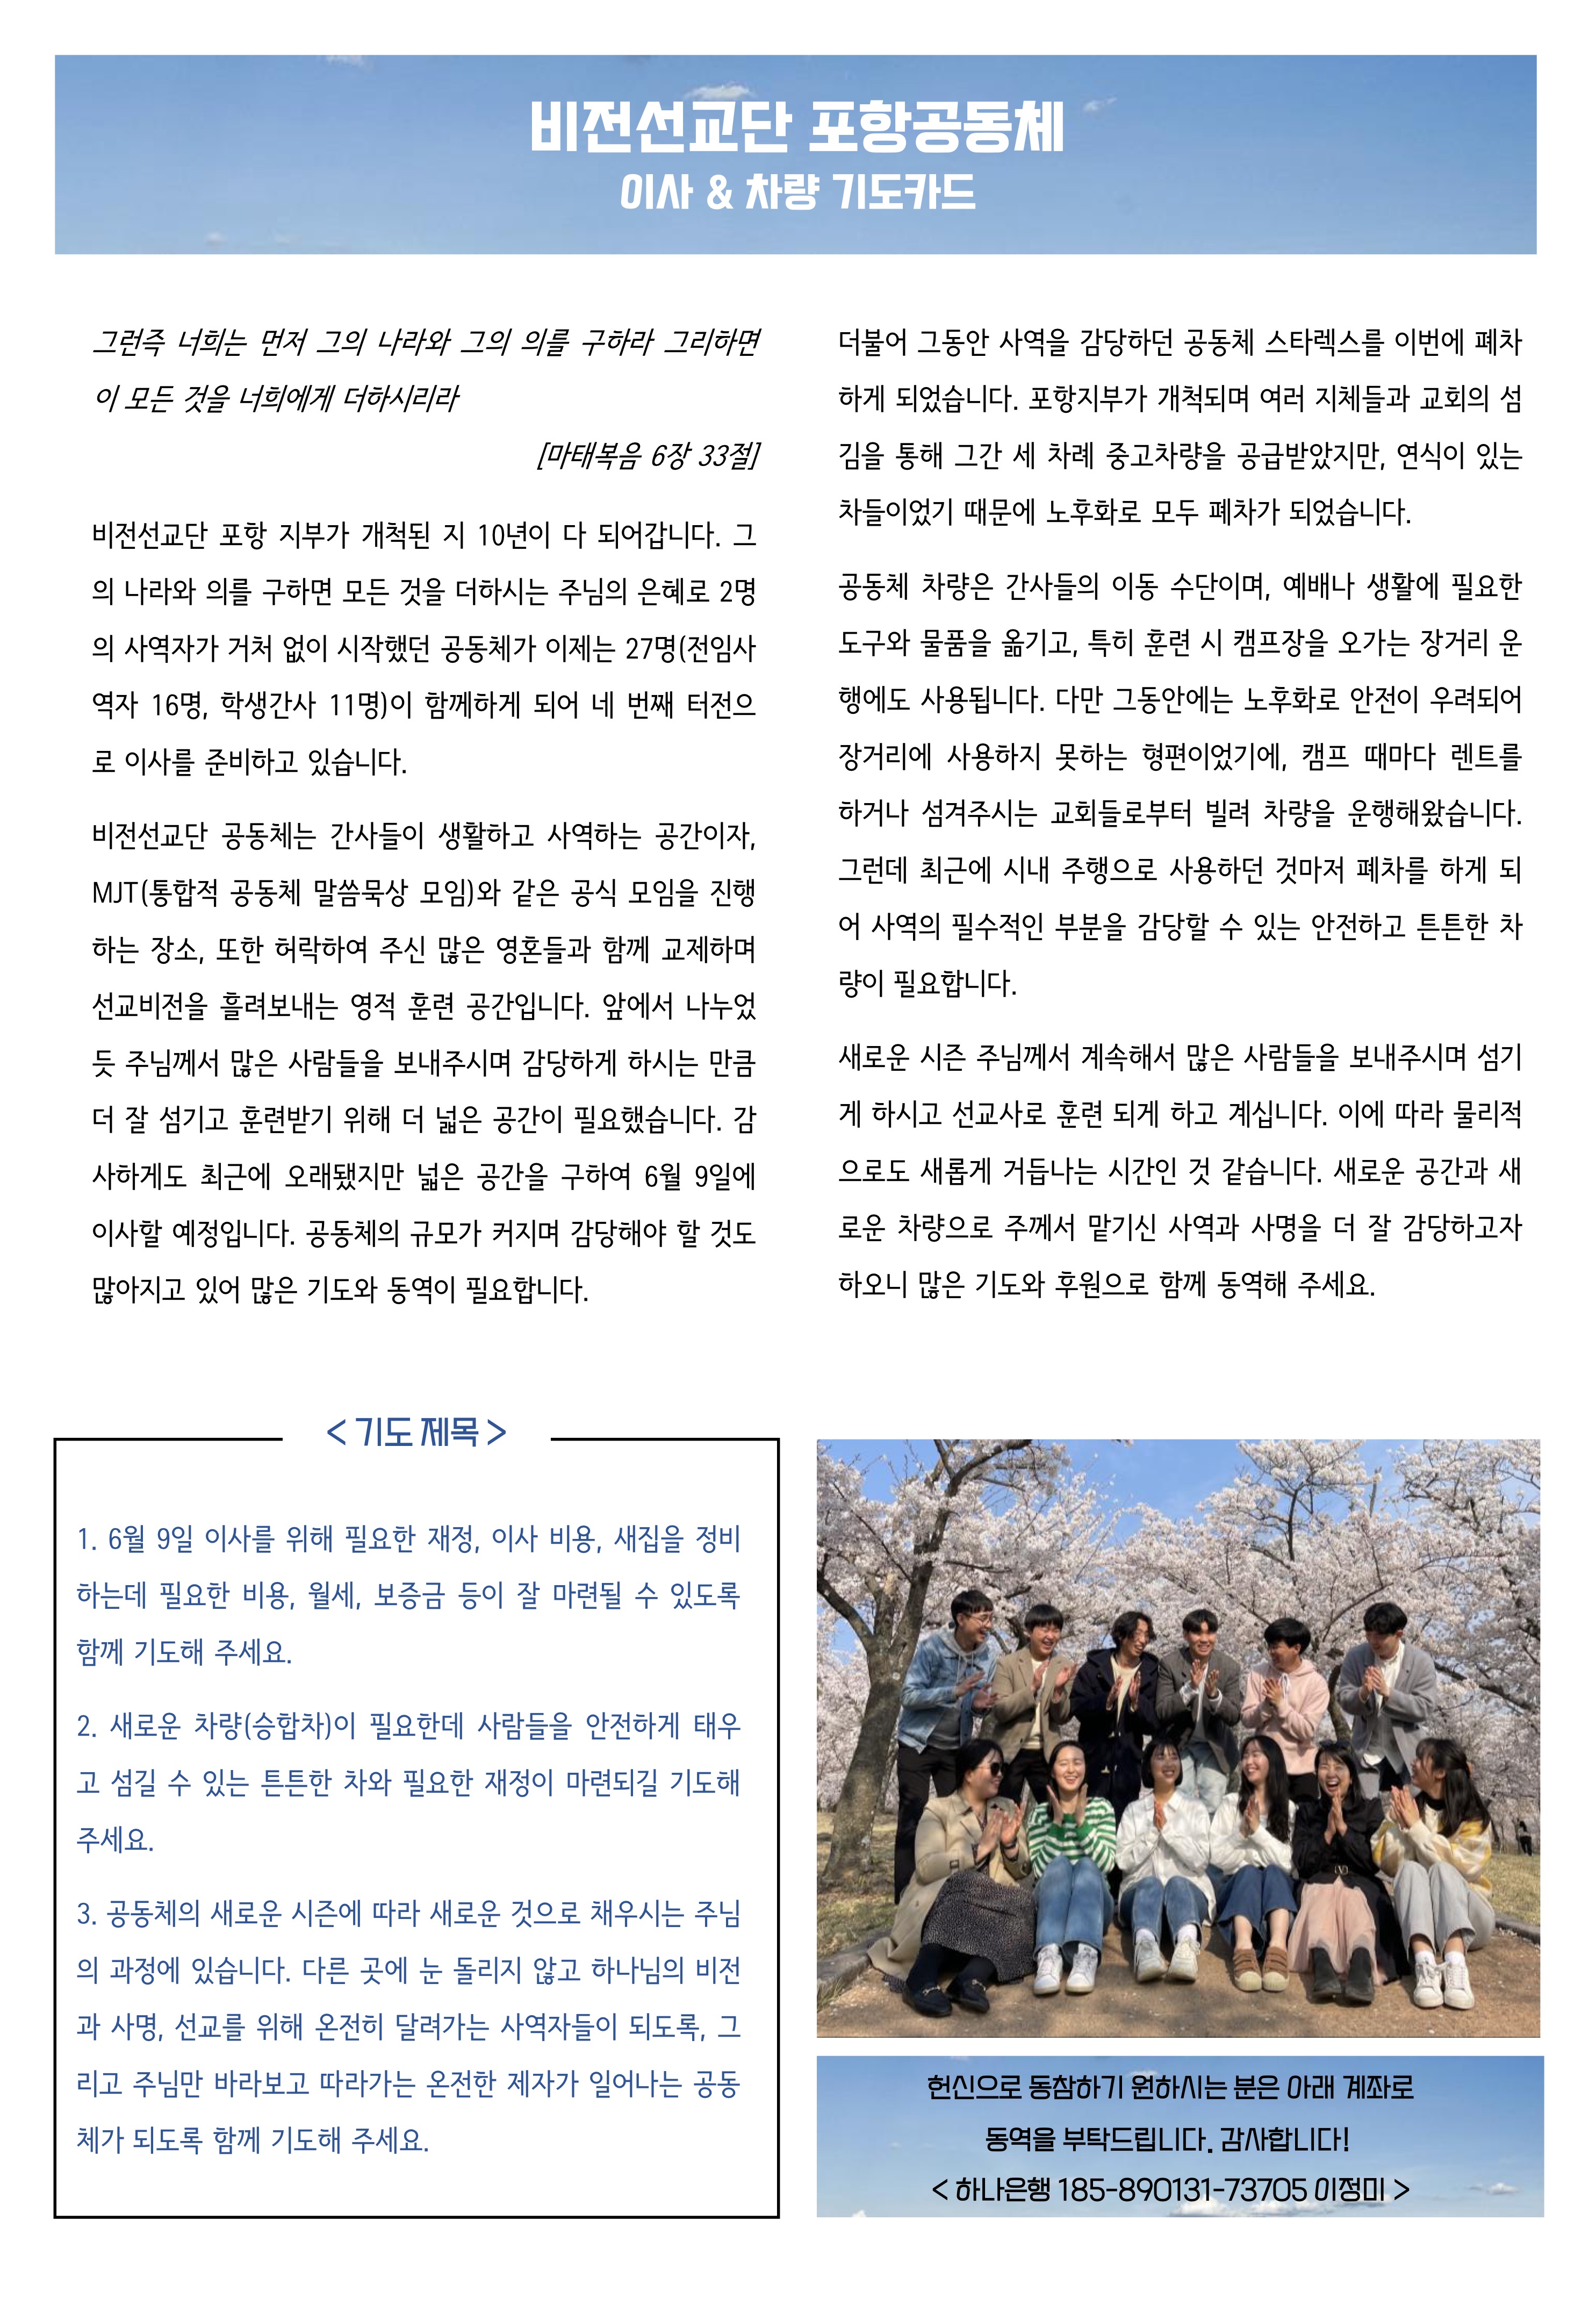 비전선교단 포항공동체
이사 & 차량 기도카드
그런즉 너희는 먼저 그의 나라와 그의 의를 구하라 그리하면
이 모든 것을 너희에게 더하시리라
[마태복음 6장 33절]
비전선교단 포항 지부가 개척된 지 10년이 다 되어갑니다. 그
의 나라와 의를 구하면 모든 것을 더하시는 주님의 은혜로 2명
의 사역자가 거처 없이 시작했던 공동체가 이제는 27명(전임사
역자 16명, 학생간사 11명)이 함께하게 되어 네 번째 터전으
로 이사를 준비하고 있습니다.
비전선교단 공동체는 간사들이 생활하고 사역하는 공간이자,
MJT(통합적 공동체 말씀묵상 모임)와 같은 공식 모임을 진행
하는 장소, 또한 허락하여 주신 많은 영혼들과 함께 교제하며
선교비전을 흘려보내는 영적 훈련 공간입니다. 앞에서 나누었
듯 주님께서 많은 사람들을 보내주시며 감당하게 하시는 만큼
더 잘 섬기고 훈련받기 위해 더 넓은 공간이 필요했습니다. 감
사하게도 최근에 오래됐지만 넓은 공간을 구하여 6월 9일에
이사할 예정입니다. 공동체의 규모가 커지며 감당해야 할 것도
많아지고 있어 많은 기도와 동역이 필요합니다.
더불어 그동안 사역을 감당하던 공동체 스타렉스를 이번에 폐차
하게 되었습니다. 포항지부가 개척되며 여러 지체들과 교회의 섬
김을 통해 그간 세 차례 중고차량을 공급받았지만, 연식이 있는
차들이었기 때문에 노후화로 모두 폐차가 되었습니다.
공동체 차량은 간사들의 이동 수단이며, 예배나 생활에 필요한
도구와 물품을 옮기고, 특히 훈련 시 캠프장을 오가는 장거리 운
행에도 사용됩니다. 다만 그동안에는 노후화로 안전이 우려되어
장거리에 사용하지 못하는 형편이었기에, 캠프 때마다 렌트를
하거나 섬겨주시는 교회들로부터 빌려 차량을 운행해왔습니다.
그런데 최근에 시내 주행으로 사용하던 것마저 폐차를 하게 되
어 사역의 필수적인 부분을 감당할 수 있는 안전하고 튼튼한 차
량이 필요합니다.
새로운 시즌 주님께서 계속해서 많은 사람들을 보내주시며 섬기
게 하시고 선교사로 훈련 되게 하고 계십니다. 이에 따라 물리적
으로도 새롭게 거듭나는 시간인 것 같습니다. 새로운 공간과 새
로운 차량으로 주께서 맡기신 사역과 사명을 더 잘 감당하고자
하오니 많은 기도와 후원으로 함께 동역해 주세요.
< 기도 제목 >
1. 6월 9일 이사를 위해 필요한 재정, 이사 비용, 새집을 정비
하는데 필요한 비용, 월세, 보증금 등이 잘 마련될 수 있도록
함께 기도해 주세요.
2. 새로운 차량(승합차)이 필요한데 사람들을 안전하게 태우
고 섬길 수 있는 튼튼한 차와 필요한 재정이 마련되길 기도해
주세요.
3. 공동체의 새로운 시즌에 따라 새로운 것으로 채우시는 주님
의 과정에 있습니다. 다른 곳에 눈 돌리지 않고 하나님의 비전
과 사명, 선교를 위해 온전히 달려가는 사역자들이 되도록, 그
리고 주님만 바라보고 따라가는 온전한 제자가 일어나는 공동
체가 되도록 함께 기도해 주세요.
헌신으로 동참하기 원하시는 분은 아래 계좌로
동역을 부탁드립니다. 감사합니다!
< 하나은행 185-890131-73705 이정미 >